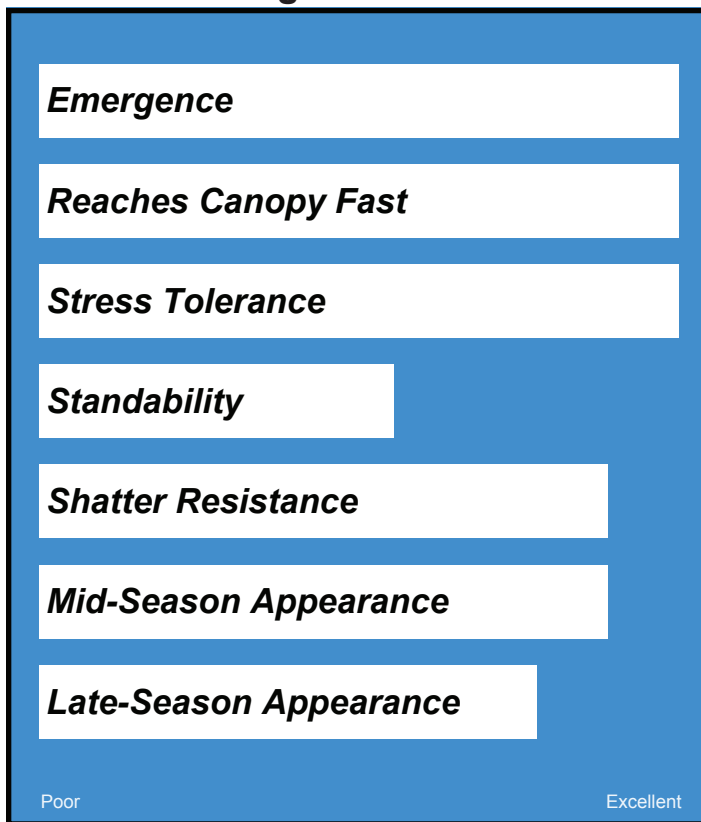 Emergence
Reaches Canopy Fast
Stress Tolerance
Standability
Shatter Resistance
Mid-Season Appearance
Late-Season Appearance
Poor Excellent